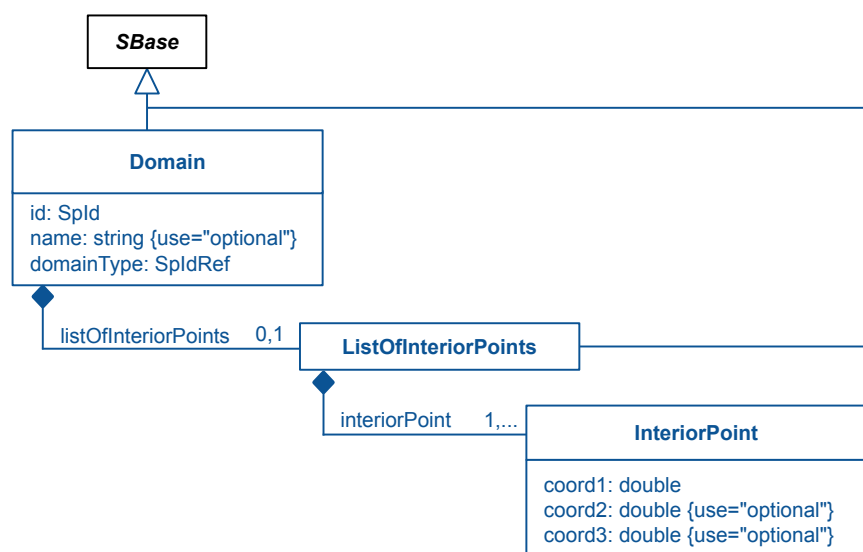 SBase
Domain
id: SpId
name: string {use="optional"}
domainType: SpIdRef
listOfInteriorPoints 0,1
ListOfInteriorPoints
interiorPoint 1,...
InteriorPoint
coord1: double
coord2: double {use="optional"}
coord3: double {use="optional"}